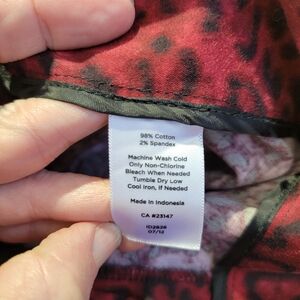 98% Cotton
2% Spandex
Machine Wash Cold
Only Non-Chlorine
Bleach When Needed
Tumble Dry Low
Cool Iron, If Needed
Made in Indonesia
CA #23147
ID2828
07/12